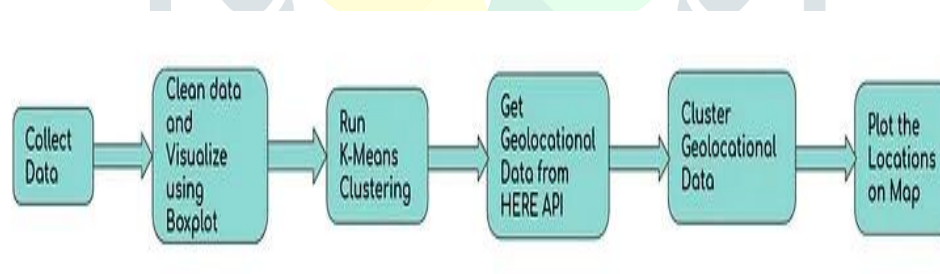 Collect
Data
Clean data
and
Visualize
using
Boxplot
Run
K-Means
Clustering
Get
Geolocational
Data from
HERE API
Cluster
Geolocational
Data
Plot the
Locations
on Map